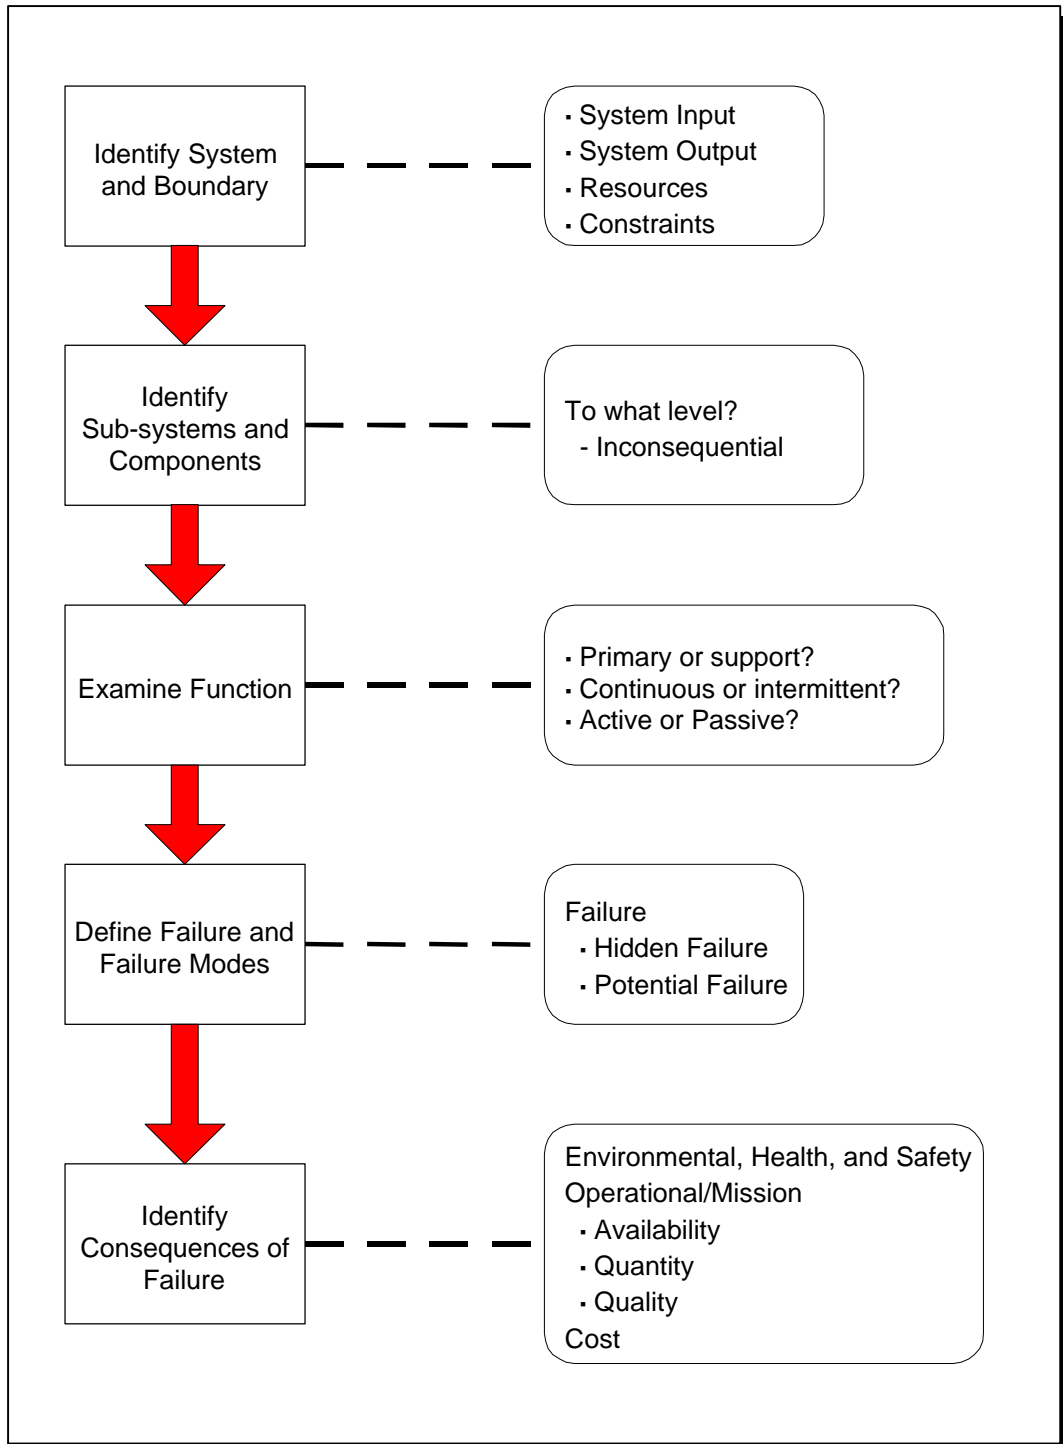 Identify System
and Boundary
· System Input
· System Output
· Resources
· Constraints
Identify
Sub-systems and
Components
To what level?
- Inconsequential
Examine Function
· Primary or support?
· Continuous or intermittent?
· Active or Passive?
Define Failure and
Failure Modes
Failure
· Hidden Failure
· Potential Failure
Identify
Consequences of
Failure
Environmental, Health, and Safety
Operational/Mission
· Availability
· Quantity
· Quality
Cost